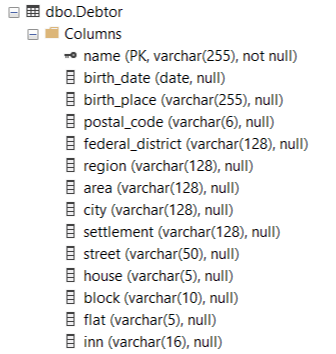 dbo.Debtor
Columns
name (PK, varchar(255), not null)
birth_date (date, null)
birth_place (varchar(255), null)
postal_code (varchar(6), null)
federal_district (varchar(128), null)
region (varchar(128), null)
area (varchar(128), null)
city (varchar(128), null)
settlement (varchar(128), null)
street (varchar(50), null)
house (varchar(5), null)
block (varchar(10), null)
flat (varchar(5), null)
inn (varchar(16), null)